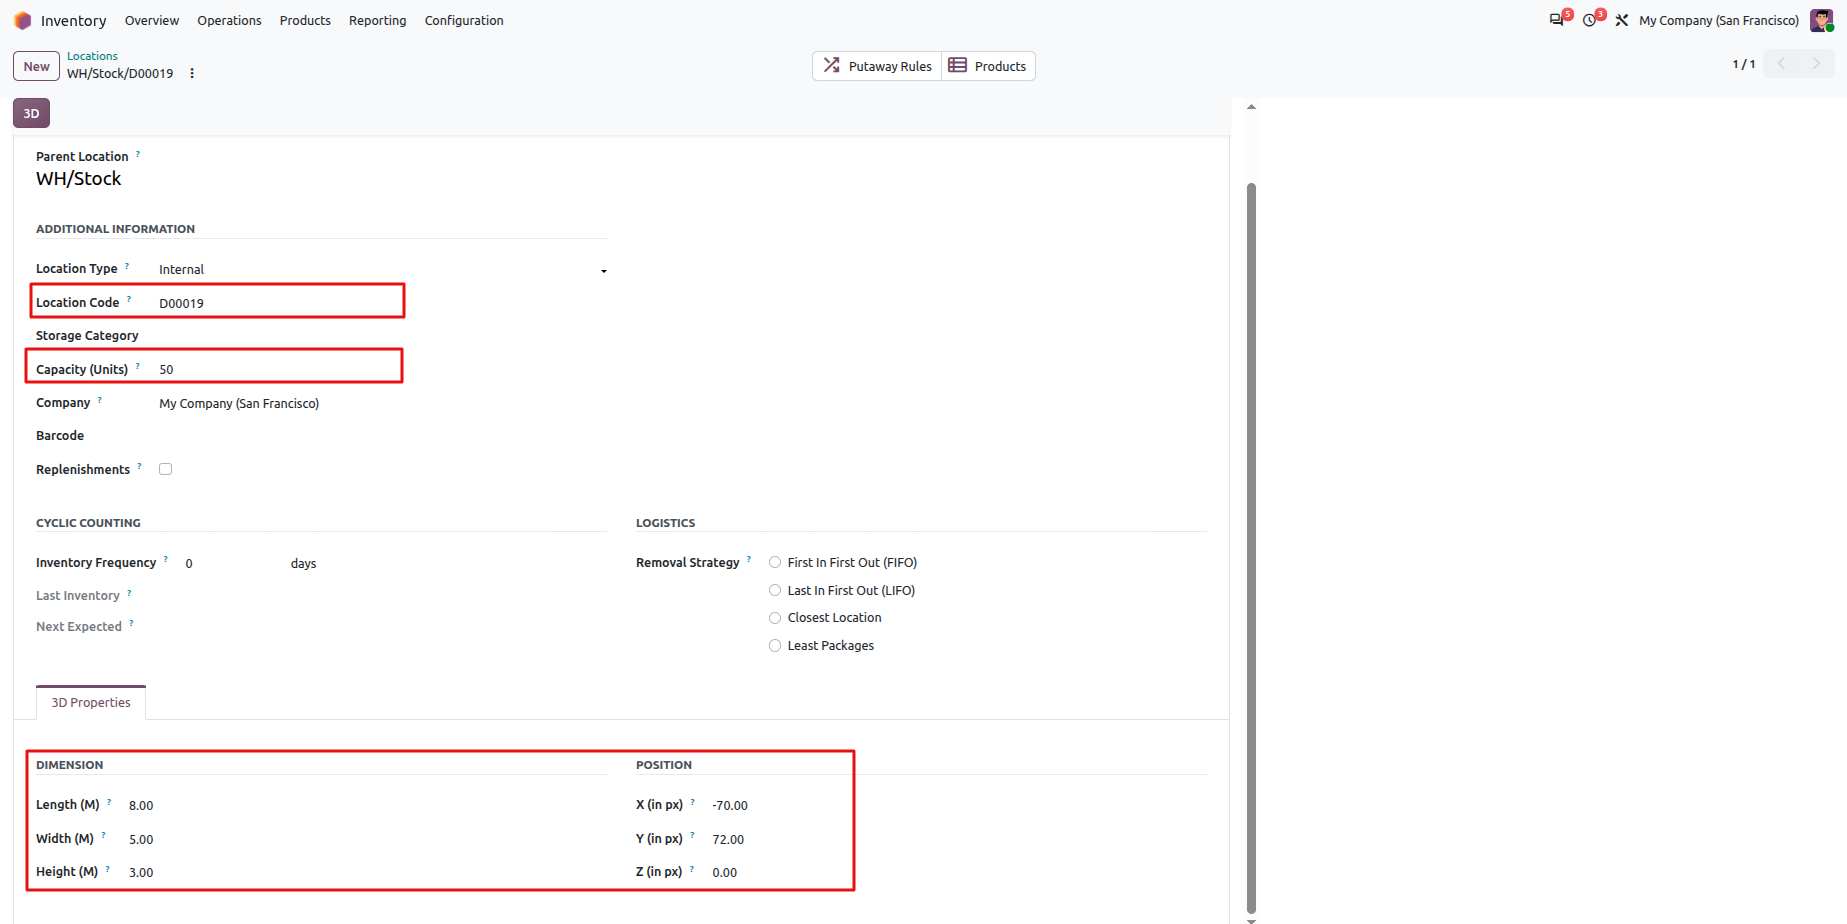 Inventory Overview Operations Products Reporting Configuration 5 3 My Company (San Francisco)
New Locations
WH/Stock/D00019
Putaway Rules Products 1 / 1
3D
Parent Location ?
WH/Stock
ADDITIONAL INFORMATION
Location Type ? Internal
Location Code ? D00019
Storage Category
Capacity (Units) ? 50
Company ? My Company (San Francisco)
Barcode
Replenishments ?
CYCLIC COUNTING LOGISTICS
Inventory Frequency ? 0 days Removal Strategy ? First In First Out (FIFO)
Last In First Out (LIFO)
Last Inventory ?
Closest Location
Next Expected ?
Least Packages
3D Properties
DIMENSION POSITION
Length (M) ? 8.00 X (in px) ? -70.00
Width (M) ? 5.00 Y (in px) ? 72.00
Height (M) ? 3.00 Z (in px) ? 0.00